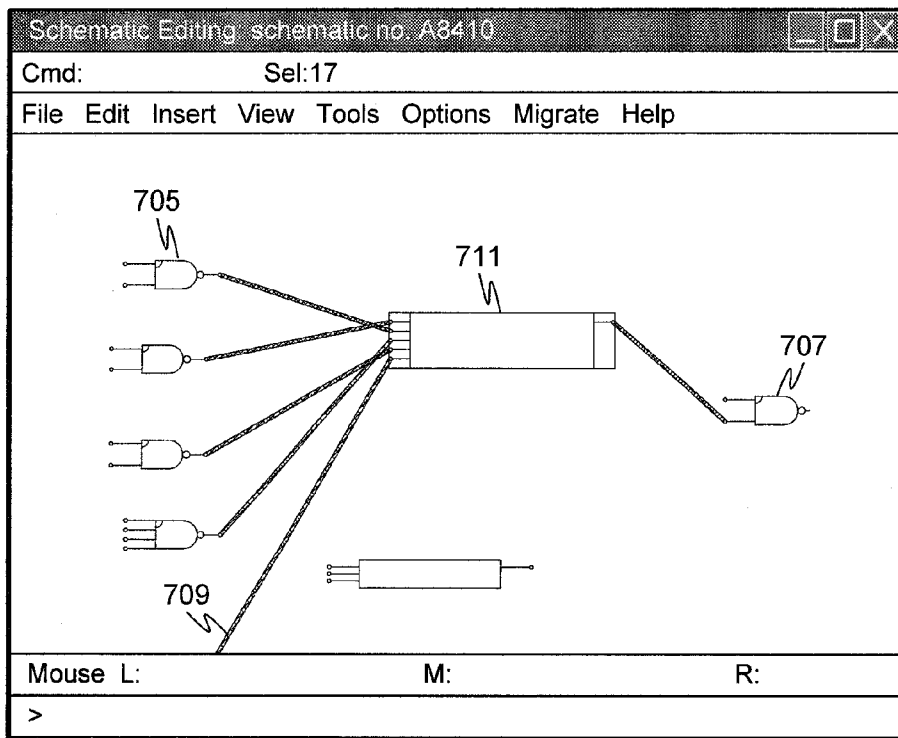 Schematic Editing: schematic no. A8410
Cmd: Sel:17
File Edit Insert View Tools Options Migrate Help
705
711
707
709
Mouse L: M: R:
>